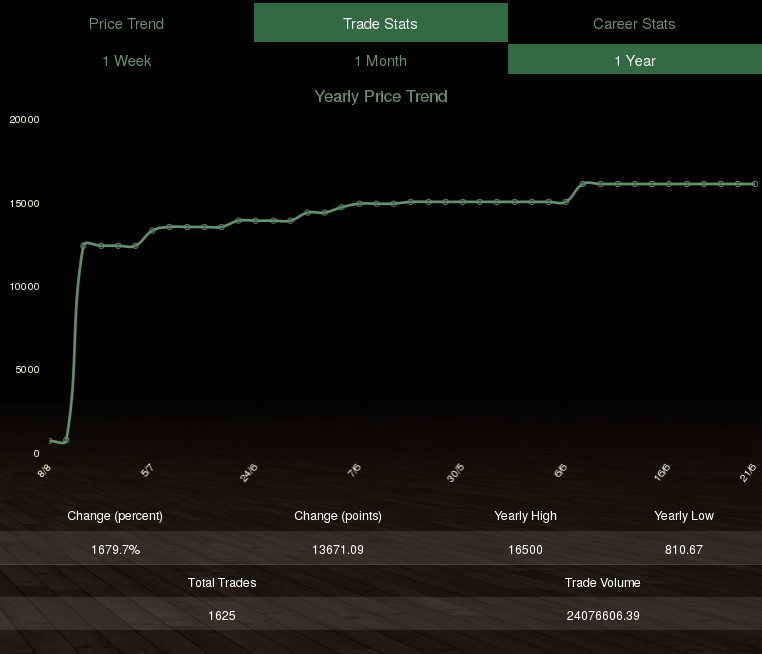 Price Trend Trade Stats Career Stats
1 Week 1 Month 1 Year
Yearly Price Trend
20000
15000
10000
5000
0
8/8 5/7 24/6 7/6 30/5 6/6 16/6 21/6
Change (percent) Change (points) Yearly High Yearly Low
1679.7% 13671.09 16500 810.67
Total Trades Trade Volume
1625 24076606.39